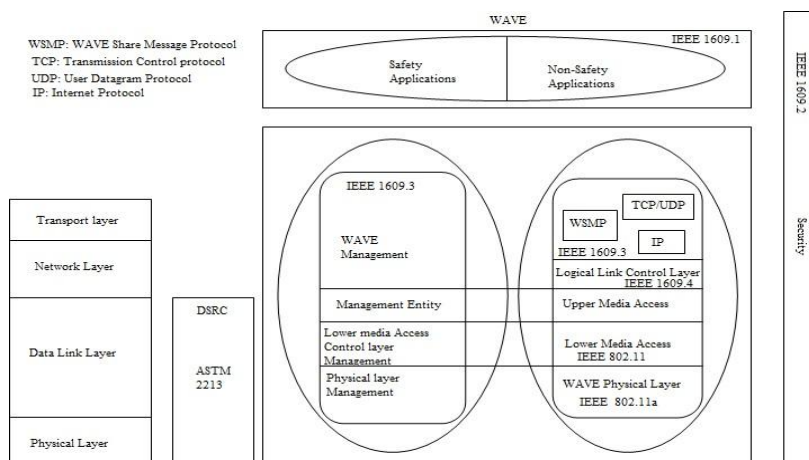 WAVE
WSMP: WAVE Share Message Protocol
TCP: Transmission Control protocol
UDP: User Datagram Protocol
IP: Internet Protocol
IEEE 1609.1
Safety
Applications
Non-Safety
Applications
IEEE 1609.2
Security
Transport layer
Network Layer
Data Link Layer
Physical Layer
DSRC
ASTM
2213
IEEE 1609.3
WAVE
Management
Management Entity
Lower media Access
Control layer
Management
Physical layer
Management
TCP/UDP
WSMP
IP
IEEE 1609.3
Logical Link Control Layer
IEEE 1609.4
Upper Media Access
Lower Media Access
IEEE 802.11
WAVE Physical Layer
IEEE 802.11a